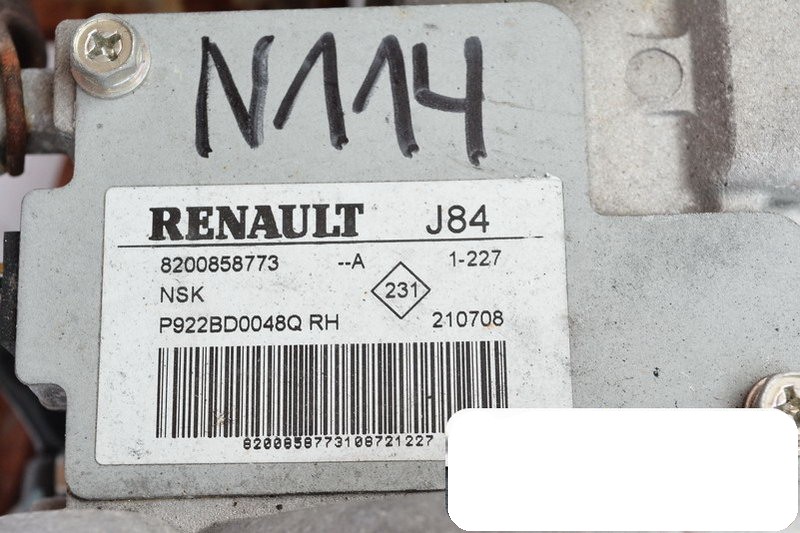 N114
RENAULT J84
8200858773 --A 1-227
NSK 231
P922BD0048Q RH 210708
8200858773108721227